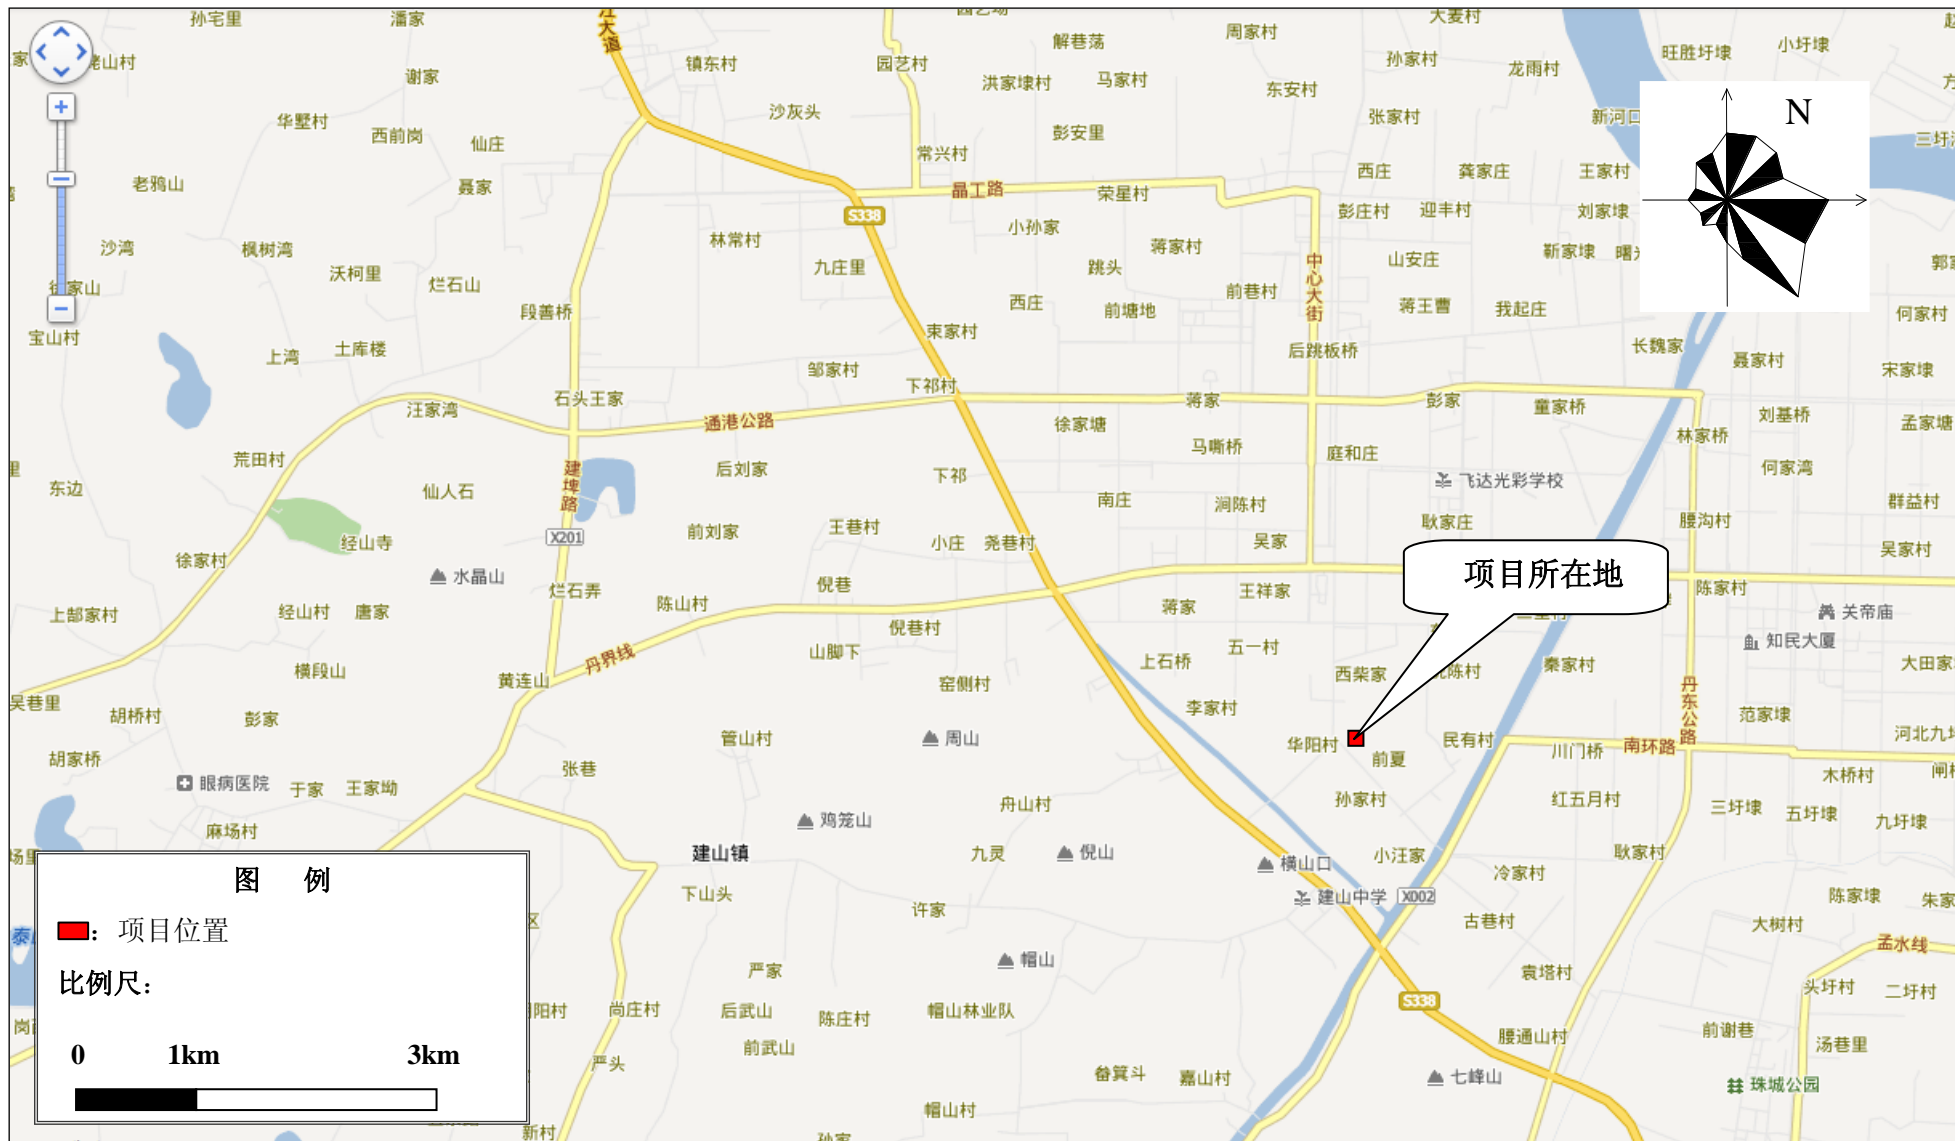 孙宅里
潘家
江大道
大麦村
解巷荡
周家村
旺胜圩埭
小圩埭
镇东村
园艺村
洪家埭村
马家村
孙家村
龙雨村
谢家
东安村
沙灰头
华墅村
西前岗
仙庄
彭安里
张家村
新河口
N
常兴村
老鸦山
聂家
晶工路
荣星村
西庄
龚家庄
王家村
S338
彭庄村
迎丰村
刘家埭
沙湾
枫树湾
林常村
小孙家
蒋家村
山安庄
靳家埭
沃柯里
烂石山
九庄里
跳头
中心大街
前巷村
西庄
前塘地
蒋王曹
我起庄
何家村
段善桥
宝山村
上湾
土库楼
束家村
后跳板桥
长魏家
聂家村
宋家埭
邹家村
下祁村
石头王家
汪家湾
通港公路
蒋家
彭家
童家桥
刘基桥
孟家塘
徐家塘
马嘶桥
庭和庄
林家桥
荒田村
后刘家
下祁
飞达光彩学校
何家湾
东边
仙人石
建埤路
南庄
涧陈村
群益村
前刘家
王巷村
耿家庄
腰沟村
X201
经山寺
小庄
尧巷村
吴家
吴家村
徐家村
水晶山
项目所在地
烂石弄
倪巷
王祥家
陈家村
上郜家村
经山村
唐家
陈山村
蒋家
关帝庙
倪巷村
知民大厦
丹界线
山脚下
五一村
上石桥
横段山
黄连山
窑侧村
西柴家
秦家村
大田家
吴巷里
胡桥村
彭家
李家村
丹东公路
范家埭
管山村
周山
华阳村
前夏
民有村
川门桥
南环路
胡家桥
张巷
木桥村
眼病医院
于家
王家坳
舟山村
孙家村
红五月村
三圩埭
五圩埭
九圩埭
麻场村
鸡笼山
建山镇
九灵
倪山
横山口
小汪家
耿家村
冷家村
图 例
下山头
许家
建山中学
X002
古巷村
陈家埭
大树村
孟水线
项目位置
严家
帽山
袁塔村
头圩村
二圩村
比例尺：
尚庄村
后武山
陈庄村
帽山林业队
S338
腰通山村
前谢巷
汤巷里
前武山
0 1km 3km
严头
畚箕斗
嘉山村
七峰山
珠城公园
帽山村
新村